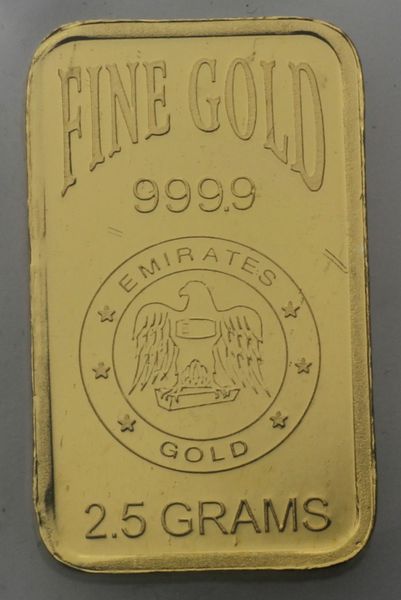 FINE GOLD
999.9
EMIRATES
GOLD
2.5 GRAMS